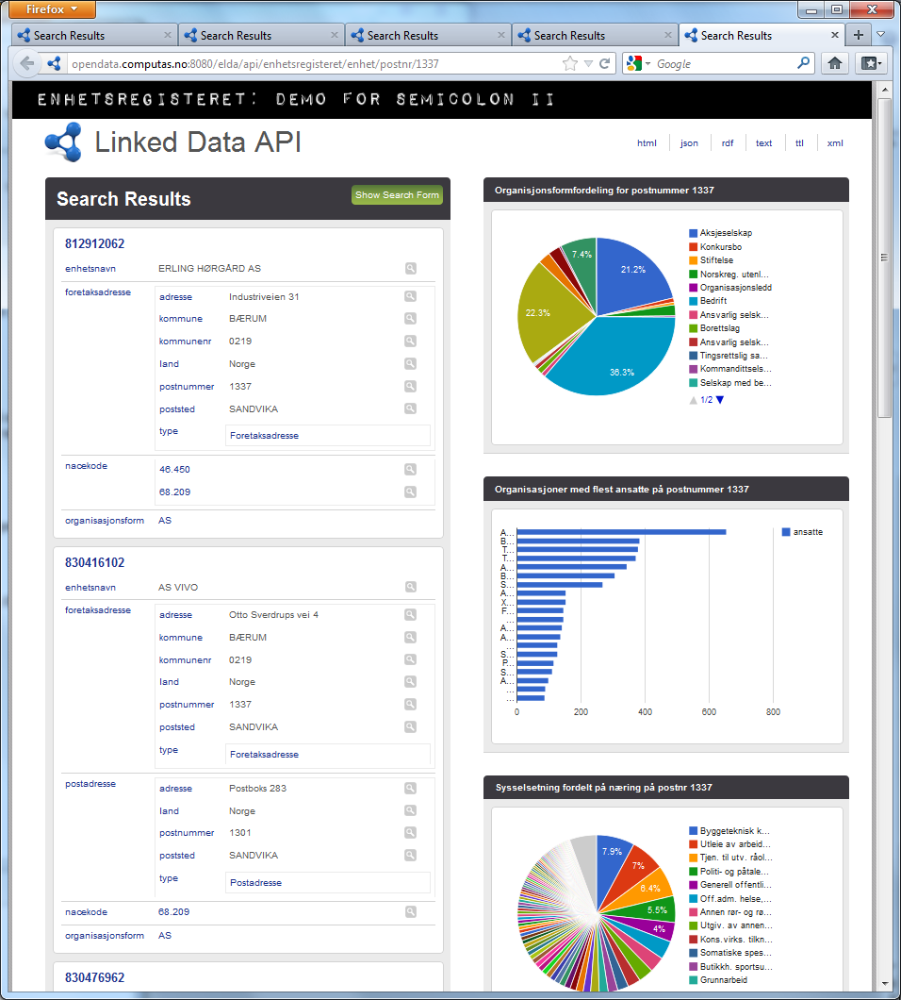 Firefox
Search Results
Search Results
Search Results
Search Results
Search Results
opendata.computas.no:8080/elda/api/enhetsregisteret/enhet/postnr/1337
Google
ENHETSREGISTERET: DEMO FOR SEMICOLON II
Linked Data API
html json rdf text ttl xml
Search Results
Show Search Form
812912062
enhetsnavn ERLING HØRGÅRD AS
foretaksadresse
adresse Industriveien 31
kommune BÆRUM
kommunenr 0219
land Norge
postnummer 1337
poststed SANDVIKA
type Foretaksadresse
nacekode 46.450
68.209
organisasjonsform AS
830416102
enhetsnavn AS VIVO
foretaksadresse
adresse Otto Sverdrups vei 4
kommune BÆRUM
kommunenr 0219
land Norge
postnummer 1337
poststed SANDVIKA
type Foretaksadresse
postadresse
adresse Postboks 283
land Norge
postnummer 1301
poststed SANDVIKA
type Postadresse
nacekode 68.209
organisasjonsform AS
830476962
Organisjonsformfordeling for postnummer 1337
7.4%
21.2%
22.3%
36.3%
Aksjeselskap
Konkursbo
Stiftelse
Norskreg. utenl...
Organisasjonsledd
Bedrift
Ansvarlig selsk...
Borettslag
Ansvarlig selsk...
Tingsrettslig sa...
Kommandittsels...
Selskap med be...
1/2
Organisasjoner med flest ansatte på postnummer 1337
A...
B...
T...
T...
A...
B...
S...
A...
X...
F...
...
A...
A...
...
S...
P...
S...
A...
...
...
0 200 400 600 800
ansatte
Sysselsetning fordelt på næring på postnr 1337
7.9%
7%
6.4%
5.5%
4%
Byggeteknisk k...
Utleie av arbeid...
Tjen. til utv. råol...
Politi- og påtale...
Generell offentli...
Off.adm. helse,...
Annen rør- og rø...
Utgiv. av annen...
Kons.virks. tilkn...
Somatiske spes...
Butikkh. sportsu...
Grunnarbeid